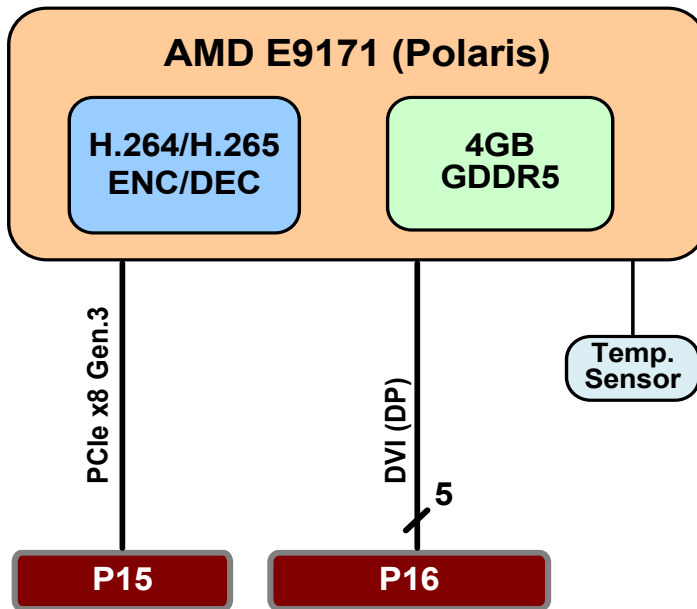 AMD E9171 (Polaris)
H.264/H.265
ENC/DEC
4GB
GDDR5
PCIe x8 Gen.3
DVI (DP)
Temp.
Sensor
5
P15
P16